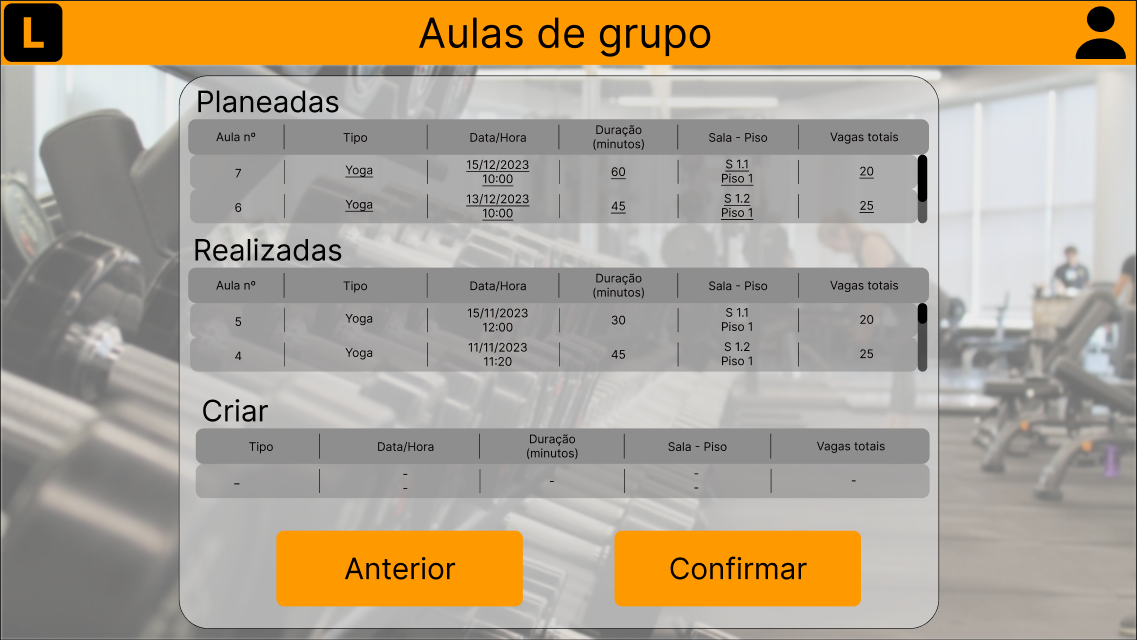 L
Aulas de grupo
Planeadas
Aula nº Tipo Data/Hora Duração (minutos) Sala - Piso Vagas totais
7 Yoga 15/12/2023 10:00 60 S 1.1 Piso 1 20
6 Yoga 13/12/2023 10:00 45 S 1.2 Piso 1 25
Realizadas
Aula nº Tipo Data/Hora Duração (minutos) Sala - Piso Vagas totais
5 Yoga 15/11/2023 12:00 30 S 1.1 Piso 1 20
4 Yoga 11/11/2023 11:20 45 S 1.2 Piso 1 25
Criar
Tipo Data/Hora Duração (minutos) Sala - Piso Vagas totais
– - - - - - -
Anterior Confirmar